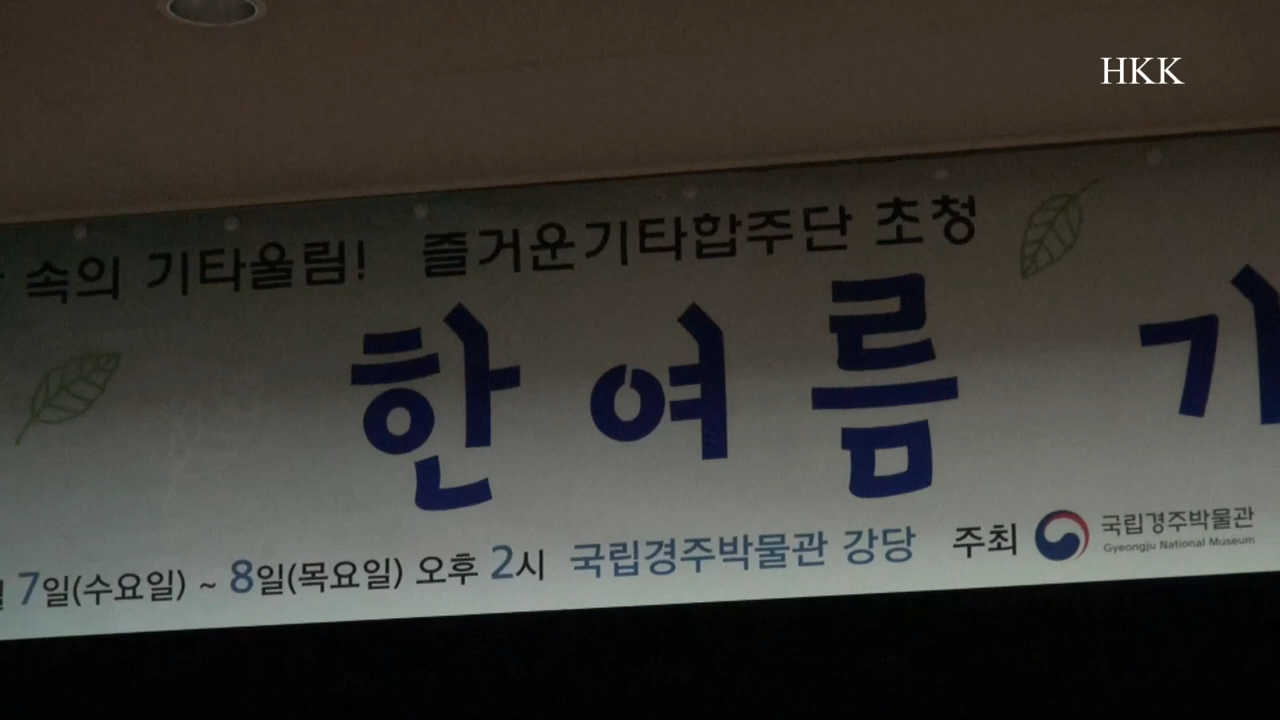 HKK
속의 기타울림! 즐거운기타합주단 초청
한여름
7일(수요일) ~ 8일(목요일) 오후 2시 국립경주박물관 강당 주최 국립경주박물관
Gyeongju National Museum